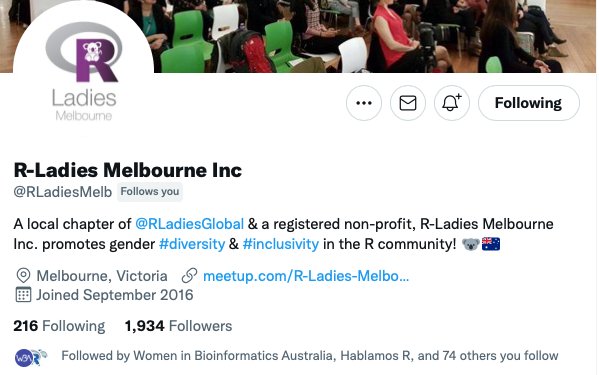 R
Ladies
Melbourne
Following
R-Ladies Melbourne Inc
@RLadiesMelb Follows you
A local chapter of @RLadiesGlobal & a registered non-profit, R-Ladies Melbourne
Inc. promotes gender #diversity & #inclusivity in the R community! 🐨🇦🇺
Melbourne, Victoria meetup.com/R-Ladies-Melbo…
Joined September 2016
216 Following 1,934 Followers
Followed by Women in Bioinformatics Australia, Hablamos R, and 74 others you follow